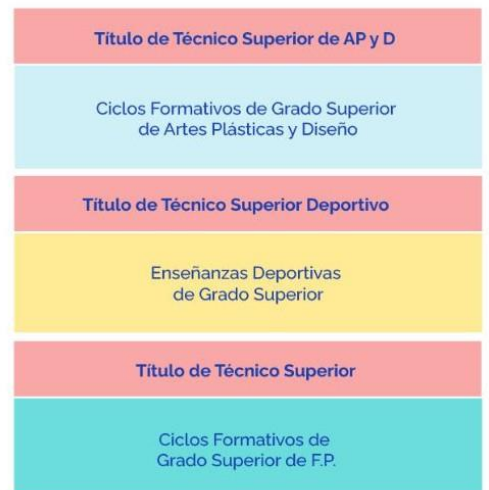 Título de Técnico Superior de AP y D
Ciclos Formativos de Grado Superior
de Artes Plásticas y Diseño
Título de Técnico Superior Deportivo
Enseñanzas Deportivas
de Grado Superior
Título de Técnico Superior
Ciclos Formativos de
Grado Superior de F.P.